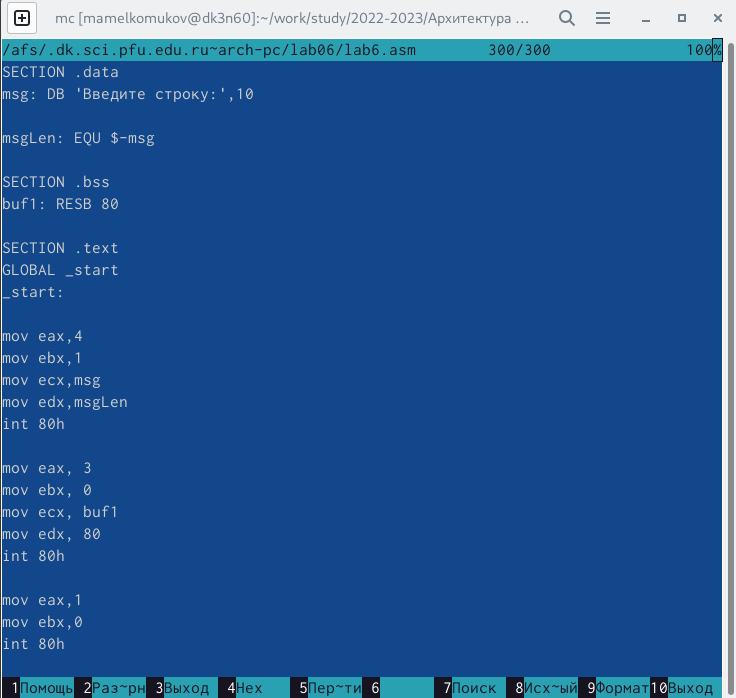 mc [mamelkomukov@dk3n60]:~/work/study/2022-2023/Архитектура ...
/afs/.dk.sci.pfu.edu.ru~arch-pc/lab06/lab6.asm 300/300 100%
SECTION .data
msg: DB 'Введите строку:',10
msgLen: EQU $-msg
SECTION .bss
buf1: RESB 80
SECTION .text
GLOBAL _start
_start:
mov eax,4
mov ebx,1
mov ecx,msg
mov edx,msgLen
int 80h
mov eax, 3
mov ebx, 0
mov ecx, buf1
mov edx, 80
int 80h
mov eax,1
mov ebx,0
int 80h
1Помощь 2Раз~рн 3Выход 4Hex 5Пер~ти 6 7Поиск 8Исх~ый 9Формат 10Выход